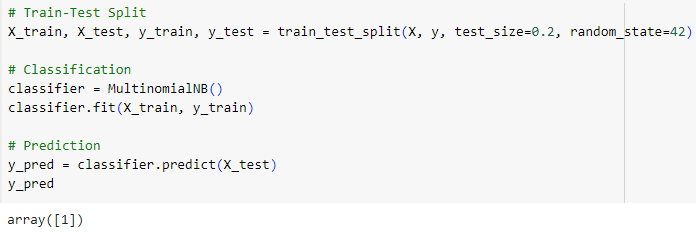 # Train-Test Split
X_train, X_test, y_train, y_test = train_test_split(X, y, test_size=0.2, random_state=42)
# Classification
classifier = MultinomialNB()
classifier.fit(X_train, y_train)
# Prediction
y_pred = classifier.predict(X_test)
y_pred
array([1])